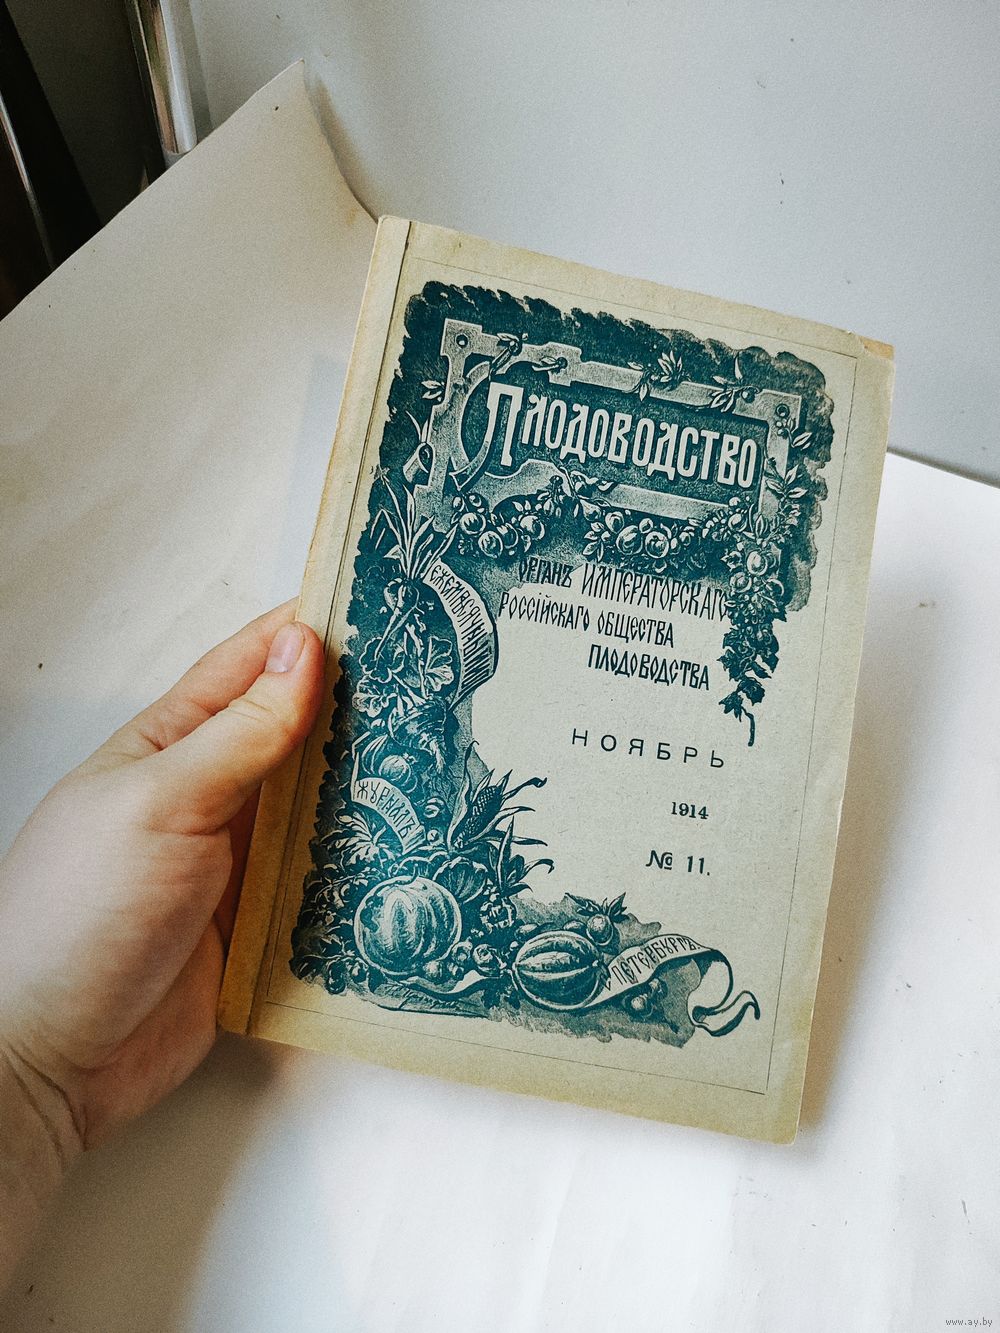 Плодоводство
Органъ Императорскаго
Россійскаго Общества
Плодоводства
Ежемѣсячный
НОЯБРЬ
1914
№ 11.
Журналъ
С ПЕТЕРБУРГЪ
www.ay.by